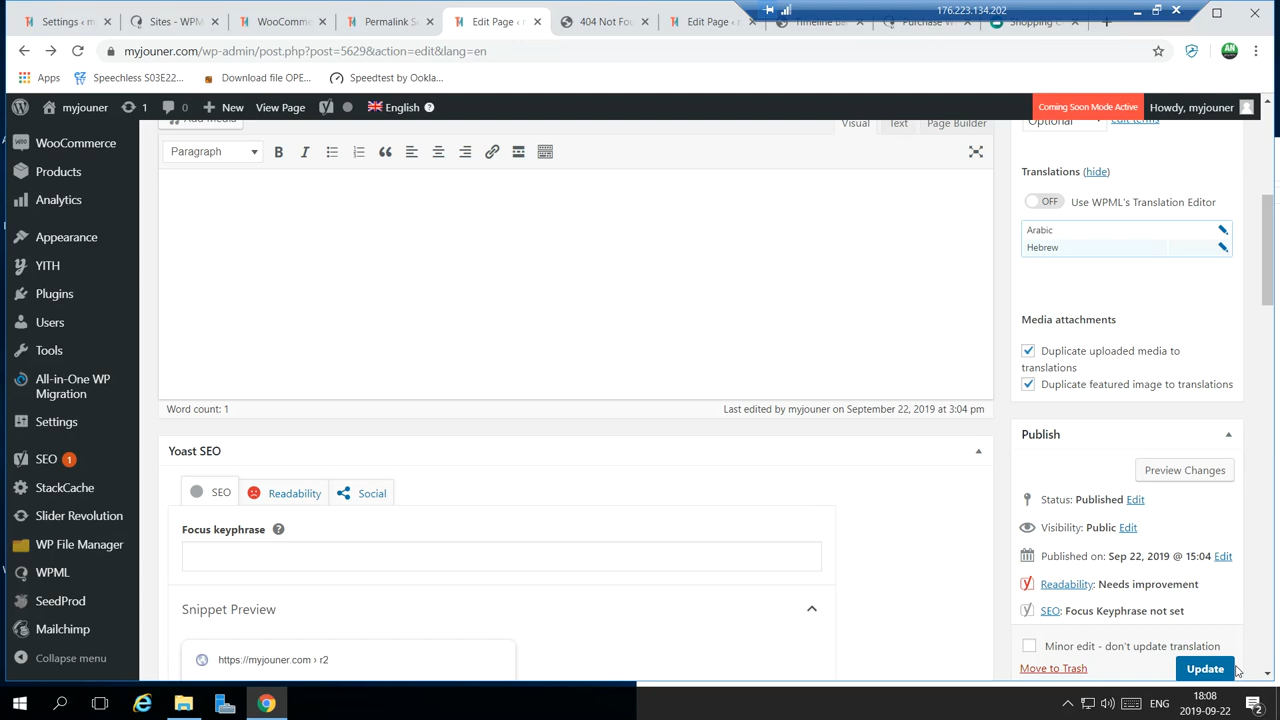 Settings ‹ m
Sites - WPM
WooComme
Permalink S
Edit Page ‹ m
404 Not Fou
Edit Page ‹ m
Timeline ba
Purchase W
Shopping C
176.223.134.202
myjouner.com/wp-admin/post.php?post=5629&action=edit&lang=en
Apps
Speechless S03E22...
Download file OPE...
Speedtest by Ookla...
myjouner
1
0
New
View Page
English
Coming Soon Mode Active
Howdy, myjouner
Add Media
Visual
Text
Page Builder
Optional
Edit terms
Paragraph
WooCommerce
Products
Analytics
Appearance
YITH
Plugins
Users
Tools
All-in-One WP
Migration
Settings
SEO 1
StackCache
Slider Revolution
WP File Manager
WPML
SeedProd
Mailchimp
Collapse menu
Word count: 1
Last edited by myjouner on September 22, 2019 at 3:04 pm
Yoast SEO
SEO
Readability
Social
Focus keyphrase
Snippet Preview
https://myjouner.com › r2
Translations (hide)
OFF
Use WPML's Translation Editor
Arabic
Hebrew
Media attachments
Duplicate uploaded media to
translations
Duplicate featured image to translations
Publish
Preview Changes
Status: Published Edit
Visibility: Public Edit
Published on: Sep 22, 2019 @ 15:04 Edit
Readability: Needs improvement
SEO: Focus Keyphrase not set
Minor edit - don't update translation
Move to Trash
Update
ENG
18:08
2019-09-22
2